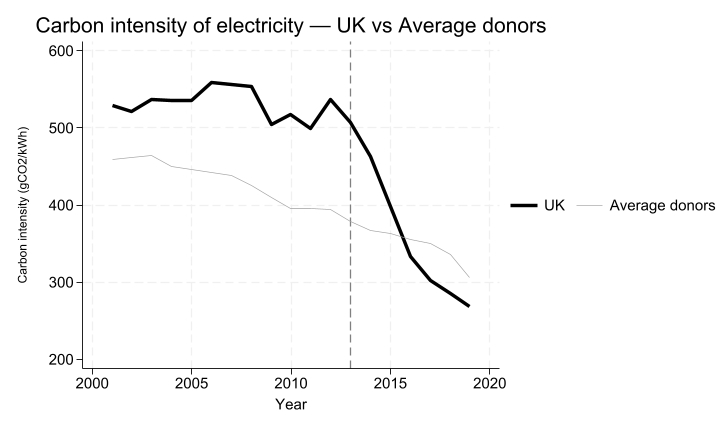 Carbon intensity of electricity — UK vs Average donors
Carbon intensity (gCO2/kWh)
600
500
400
300
200
2000 2005 2010 2015 2020
Year
UK Average donors